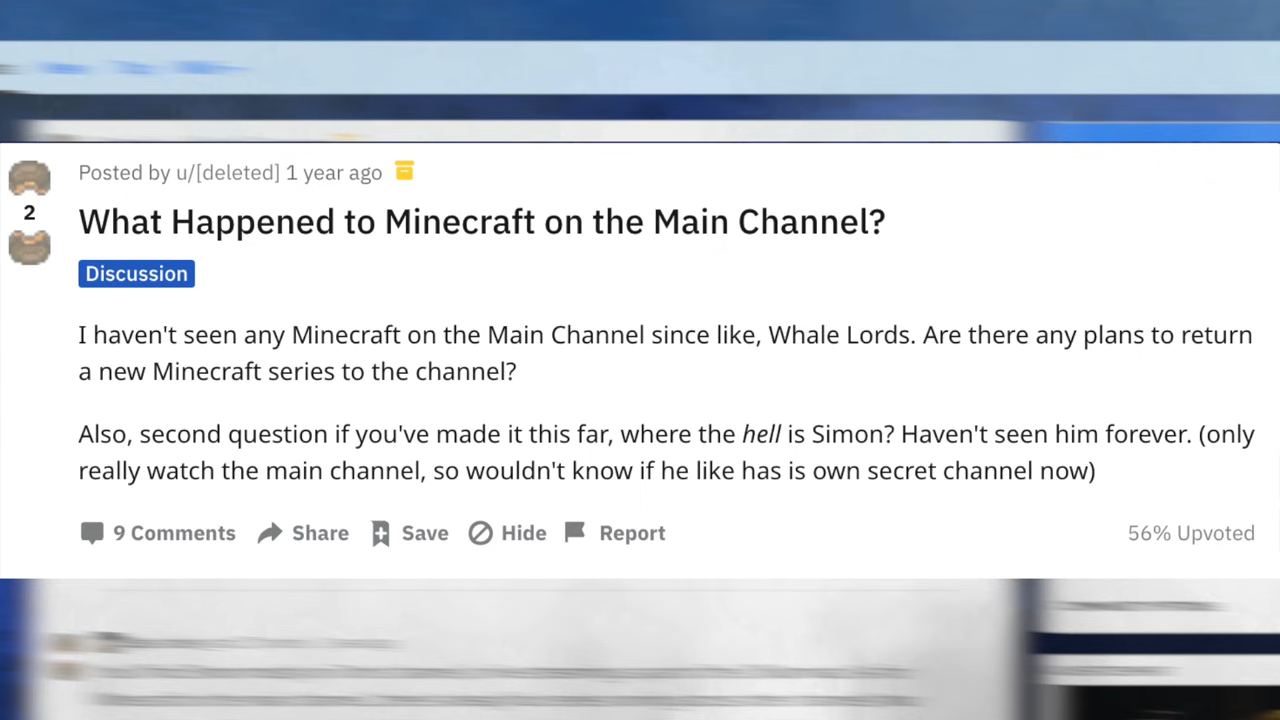 Posted by u/[deleted] 1 year ago
2
What Happened to Minecraft on the Main Channel?
Discussion
I haven't seen any Minecraft on the Main Channel since like, Whale Lords. Are there any plans to return
a new Minecraft series to the channel?
Also, second question if you've made it this far, where the hell is Simon? Haven't seen him forever. (only
really watch the main channel, so wouldn't know if he like has is own secret channel now)
9 Comments Share Save Hide Report 56% Upvoted